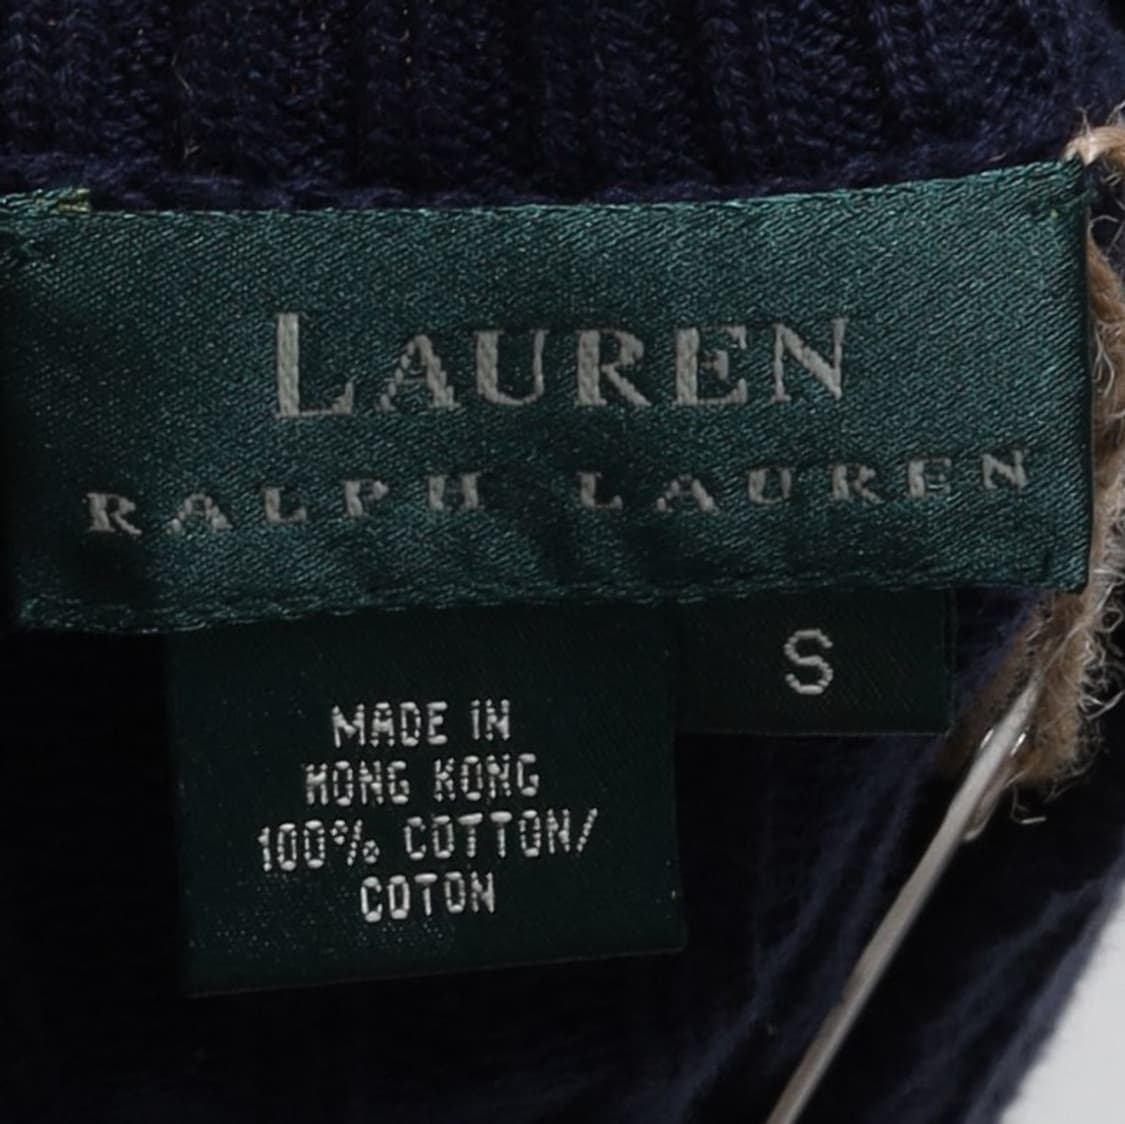 LAUREN
RALPH LAUREN
S
MADE IN
HONG KONG
100% COTTON/
COTON